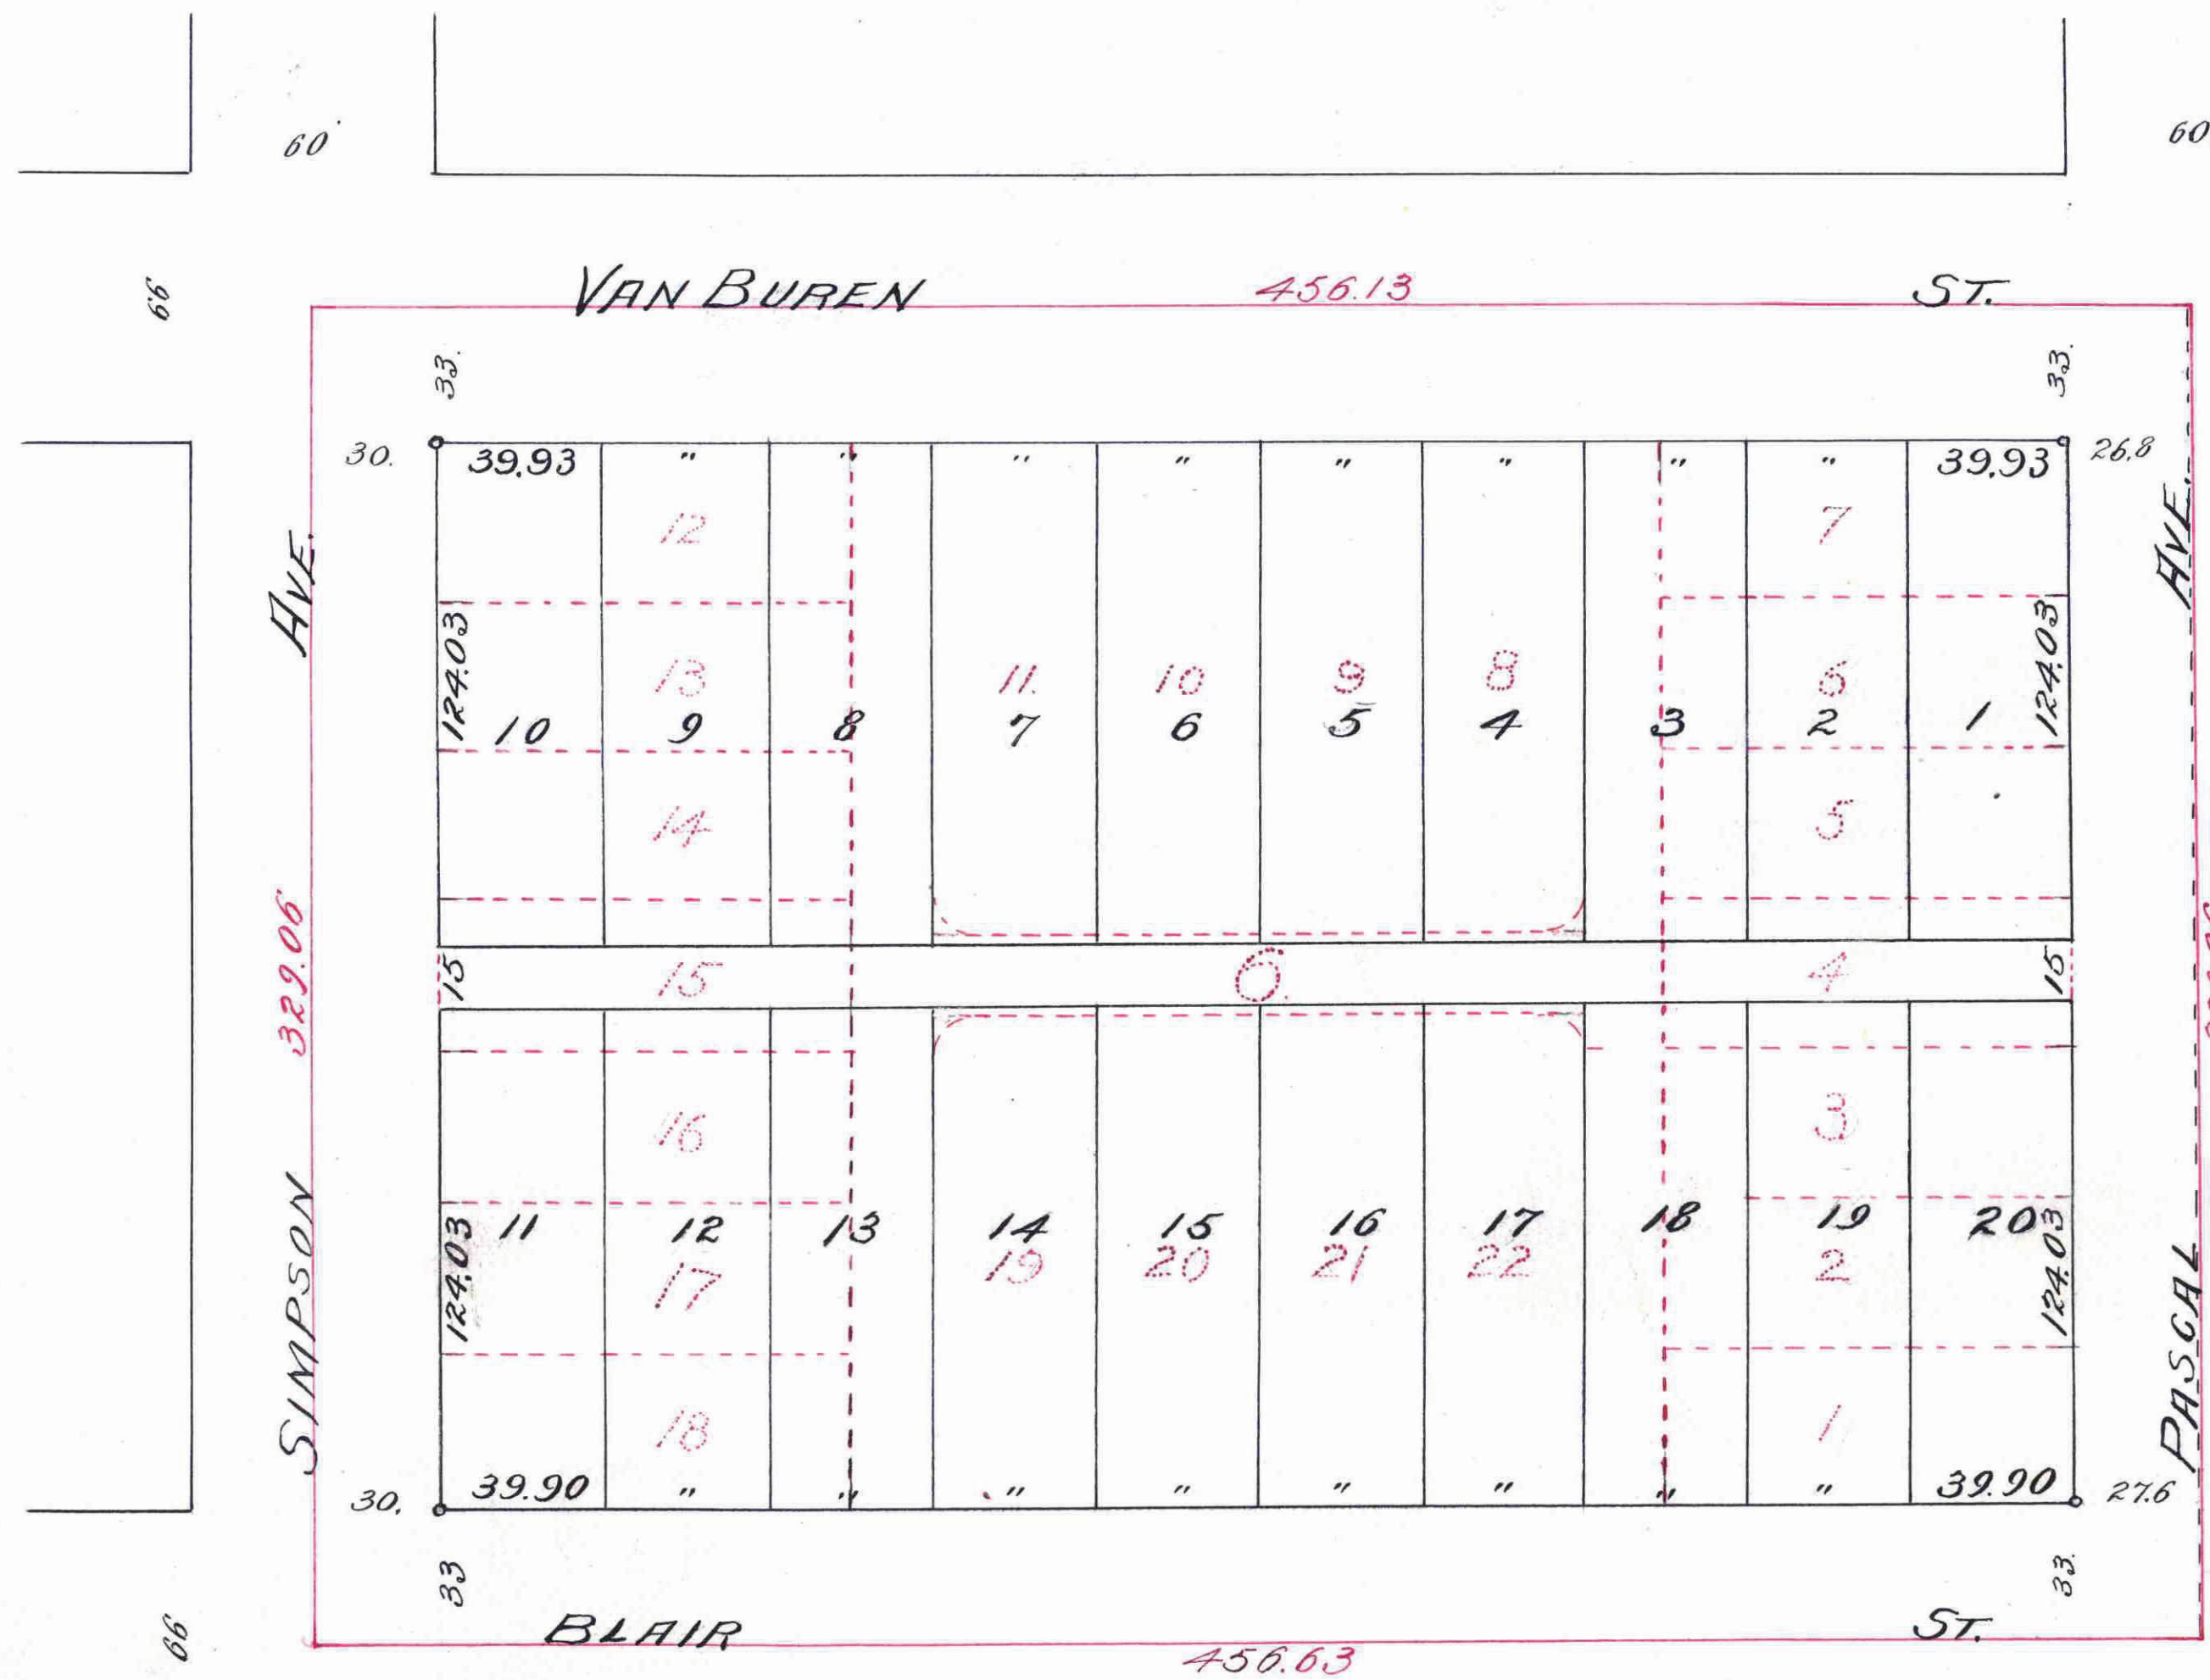 60
60
66
VAN BUREN 456.13 ST.
33. 33.
30. 39.93 " " " " " " " " 39.93 26.8
12 7
AVE. AVE.
124.03 13 11. 10 9 8 6 124.03
10 9 8 7 6 5 4 3 2 1
14 5
329.06
15 15 6. 4 15
16 3
SIMPSON
124.03 11 12 13 14 15 16 17 18 19 20 124.03
17 19 20 21 22 2
PASCAL
18 1
30. 39.90 " " " " " " " " 39.90 27.6
33 33.
66
BLAIR ST.
456.63